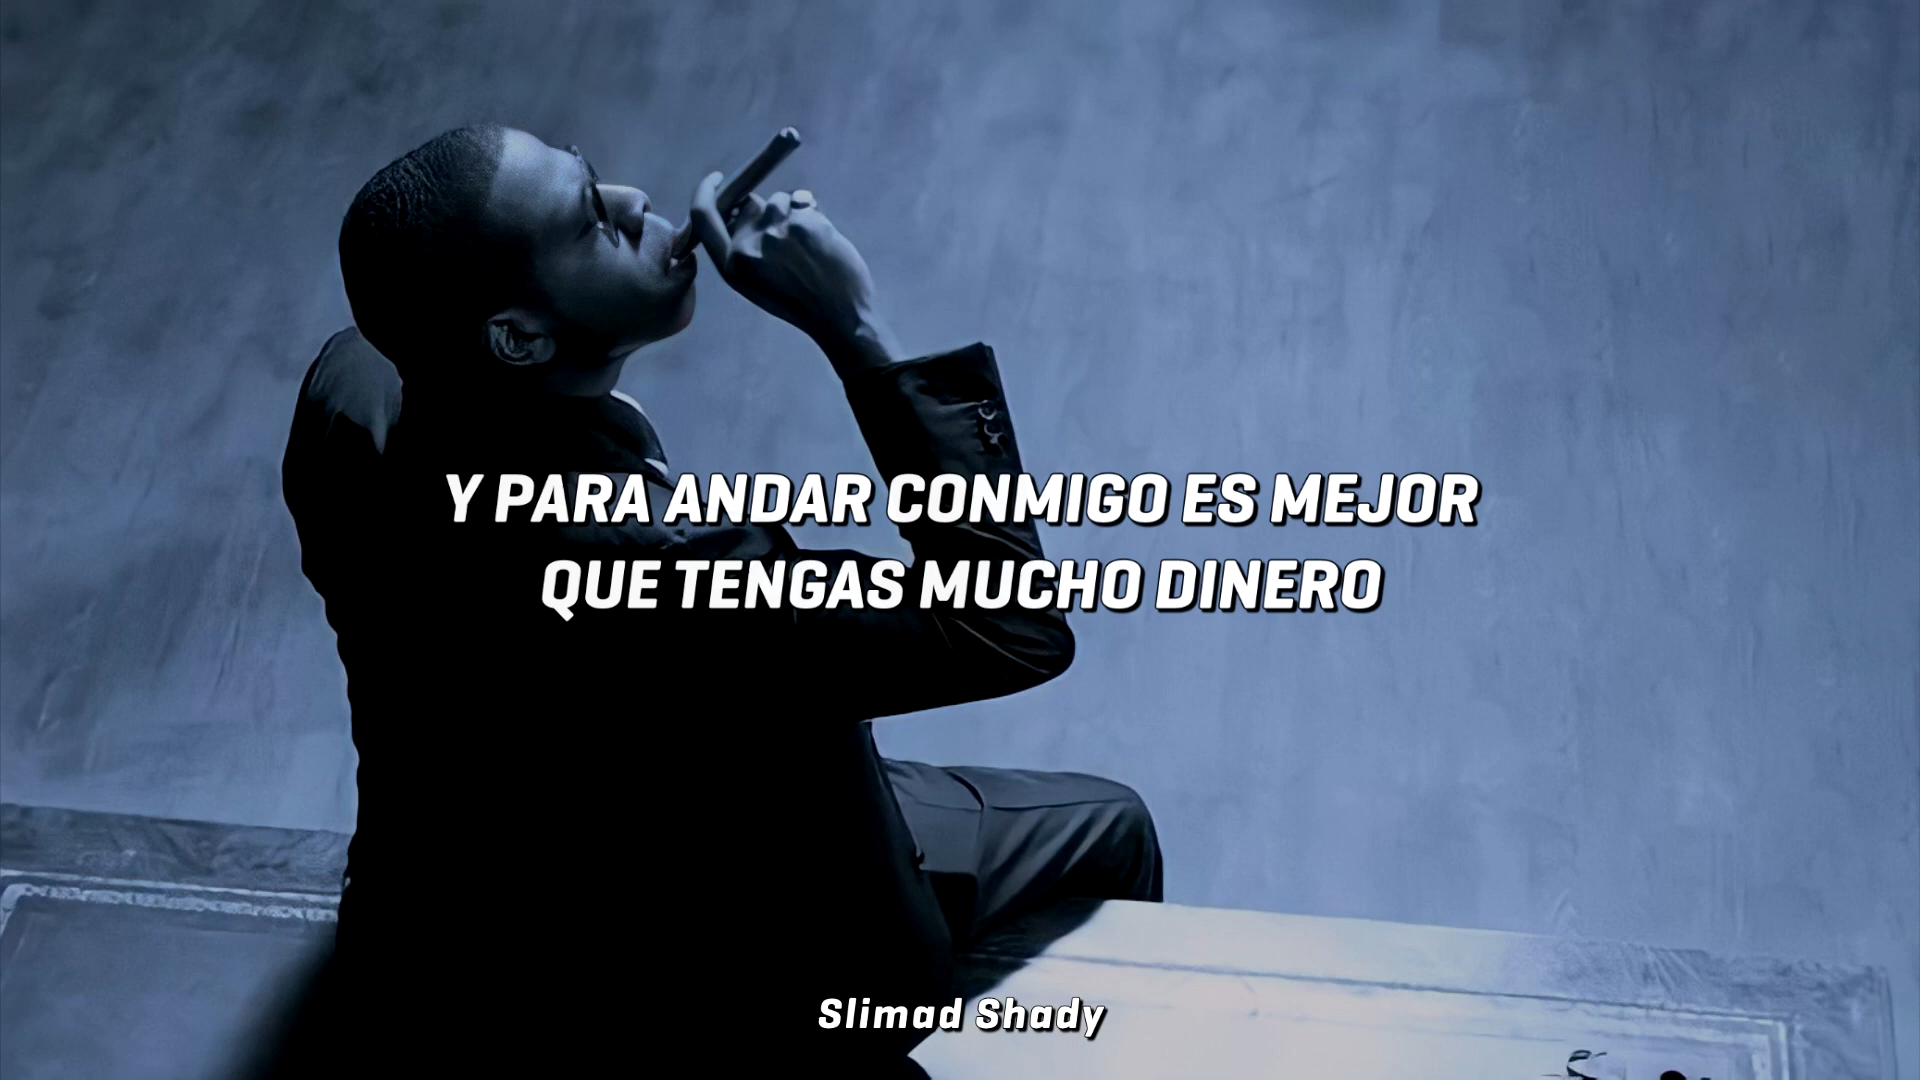 Y PARA ANDAR CONMIGO ES MEJOR
QUE TENGAS MUCHO DINERO
Slimad Shady